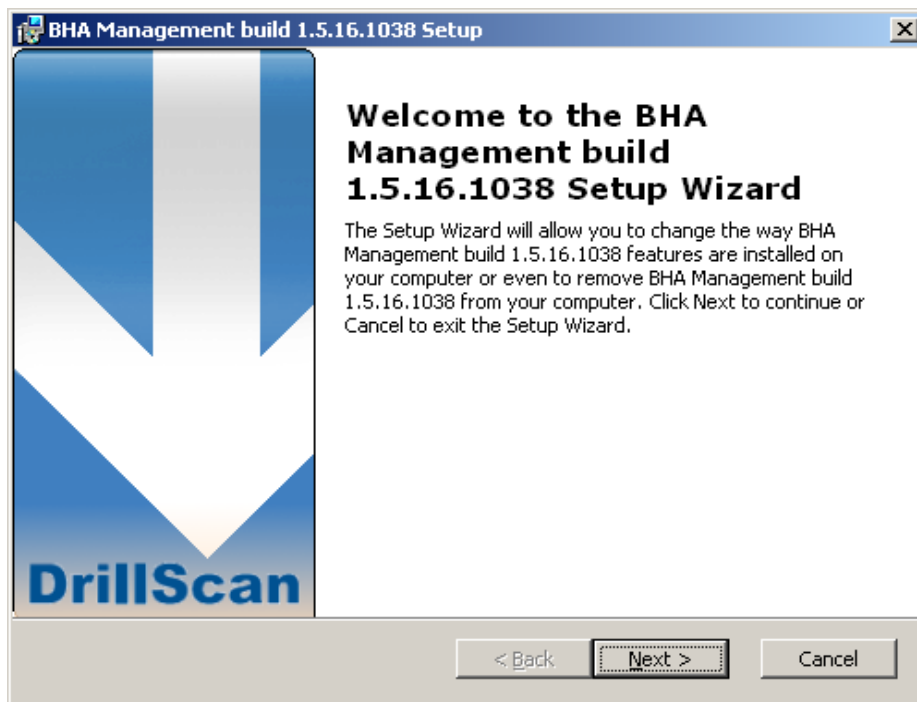 BHA Management build 1.5.16.1038 Setup
Welcome to the BHA
Management build
1.5.16.1038 Setup Wizard
The Setup Wizard will allow you to change the way BHA
Management build 1.5.16.1038 features are installed on
your computer or even to remove BHA Management build
1.5.16.1038 from your computer. Click Next to continue or
Cancel to exit the Setup Wizard.
DrillScan
< Back
Next >
Cancel